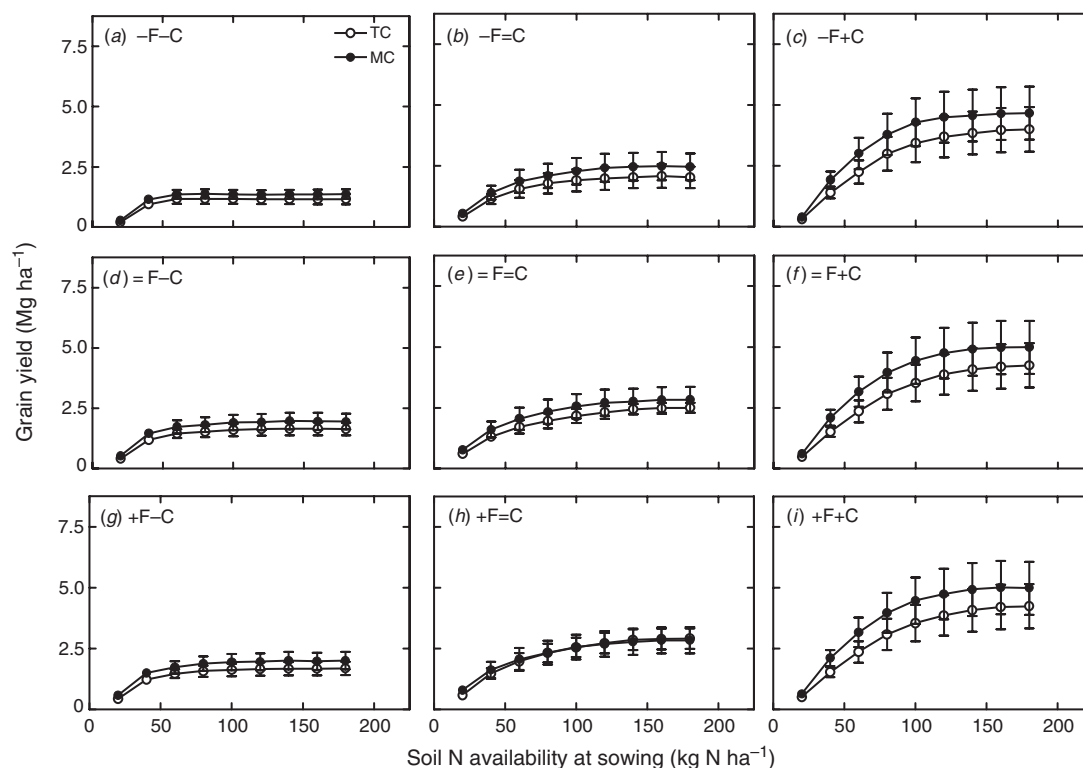 (a) –F–C
TC
MC
(b) –F=C
(c) –F+C
7.5
5.0
2.5
0
(d) = F–C
(e) = F=C
(f) = F+C
7.5
5.0
2.5
0
(g) +F–C
(h) +F=C
(i) +F+C
7.5
5.0
2.5
0
0 50 100 150 200
0 50 100 150 200
0 50 100 150 200
Grain yield (Mg ha⁻¹)
Soil N availability at sowing (kg N ha⁻¹)